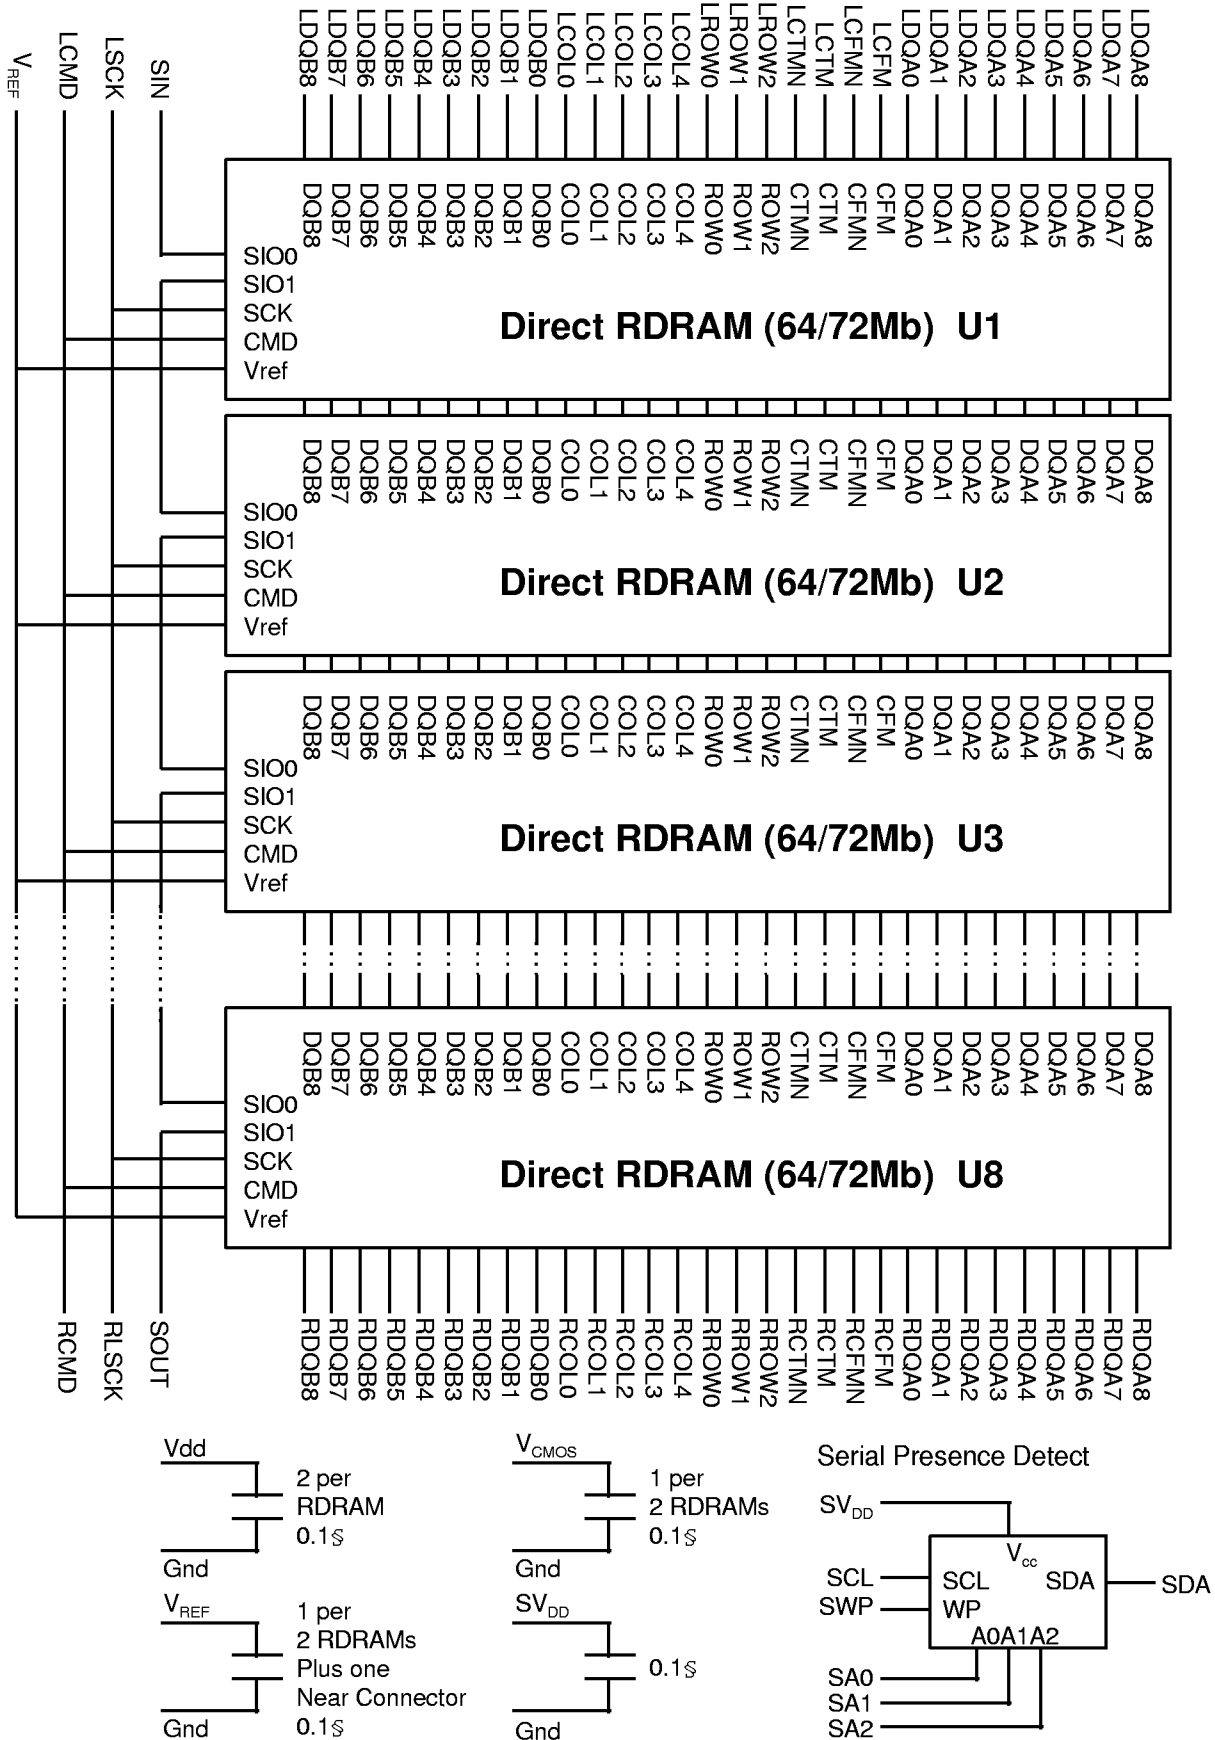 VREF LCMD LSCK SIN LDQB8 LDQB7 LDQB6 LDQB5 LDQB4 LDQB3 LDQB2 LDQB1 LDQB0 LCOL0 LCOL1 LCOL2 LCOL3 LCOL4 LROW0 LROW1 LROW2 LCTMN LCTM LCFMN LCFM LDQA0 LDQA1 LDQA2 LDQA3 LDQA4 LDQA5 LDQA6 LDQA7 LDQA8
DQB8 DQB7 DQB6 DQB5 DQB4 DQB3 DQB2 DQB1 DQB0 COL0 COL1 COL2 COL3 COL4 ROW0 ROW1 ROW2 CTMN CTM CFMN CFM DQA0 DQA1 DQA2 DQA3 DQA4 DQA5 DQA6 DQA7 DQA8
SIO0
SIO1
SCK
CMD
Vref
Direct RDRAM (64/72Mb) U1
DQB8 DQB7 DQB6 DQB5 DQB4 DQB3 DQB2 DQB1 DQB0 COL0 COL1 COL2 COL3 COL4 ROW0 ROW1 ROW2 CTMN CTM CFMN CFM DQA0 DQA1 DQA2 DQA3 DQA4 DQA5 DQA6 DQA7 DQA8
SIO0
SIO1
SCK
CMD
Vref
Direct RDRAM (64/72Mb) U2
DQB8 DQB7 DQB6 DQB5 DQB4 DQB3 DQB2 DQB1 DQB0 COL0 COL1 COL2 COL3 COL4 ROW0 ROW1 ROW2 CTMN CTM CFMN CFM DQA0 DQA1 DQA2 DQA3 DQA4 DQA5 DQA6 DQA7 DQA8
SIO0
SIO1
SCK
CMD
Vref
Direct RDRAM (64/72Mb) U3
DQB8 DQB7 DQB6 DQB5 DQB4 DQB3 DQB2 DQB1 DQB0 COL0 COL1 COL2 COL3 COL4 ROW0 ROW1 ROW2 CTMN CTM CFMN CFM DQA0 DQA1 DQA2 DQA3 DQA4 DQA5 DQA6 DQA7 DQA8
SIO0
SIO1
SCK
CMD
Vref
Direct RDRAM (64/72Mb) U8
RCMD RLSCK SOUT RDQB8 RDQB7 RDQB6 RDQB5 RDQB4 RDQB3 RDQB2 RDQB1 RDQB0 RCOL0 RCOL1 RCOL2 RCOL3 RCOL4 RROW0 RROW1 RROW2 RCTMN RCTM RCFMN RCFM RDQA0 RDQA1 RDQA2 RDQA3 RDQA4 RDQA5 RDQA6 RDQA7 RDQA8
Vdd
2 per
RDRAM
0.1§
Gnd
VCMOS
1 per
2 RDRAMs
0.1§
Gnd
VREF
1 per
2 RDRAMs
Plus one
Near Connector
0.1§
Gnd
SVDD
0.1§
Gnd
Serial Presence Detect
SVDD
Vcc
SCL SCL SDA SDA
SWP WP
A0A1A2
SA0
SA1
SA2